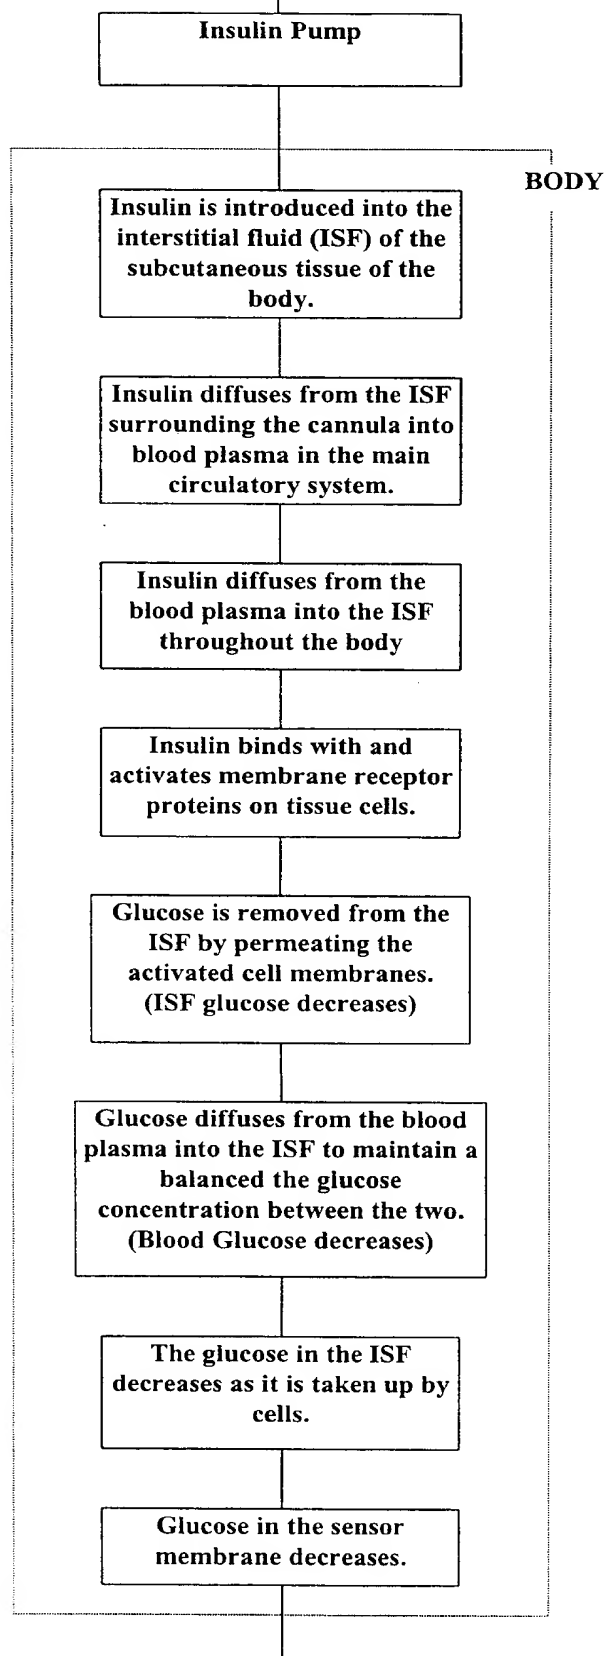 Insulin Pump
BODY
Insulin is introduced into the
interstitial fluid (ISF) of the
subcutaneous tissue of the
body.
Insulin diffuses from the ISF
surrounding the cannula into
blood plasma in the main
circulatory system.
Insulin diffuses from the
blood plasma into the ISF
throughout the body
Insulin binds with and
activates membrane receptor
proteins on tissue cells.
Glucose is removed from the
ISF by permeating the
activated cell membranes.
(ISF glucose decreases)
Glucose diffuses from the blood
plasma into the ISF to maintain a
balanced the glucose
concentration between the two.
(Blood Glucose decreases)
The glucose in the ISF
decreases as it is taken up by
cells.
Glucose in the sensor
membrane decreases.